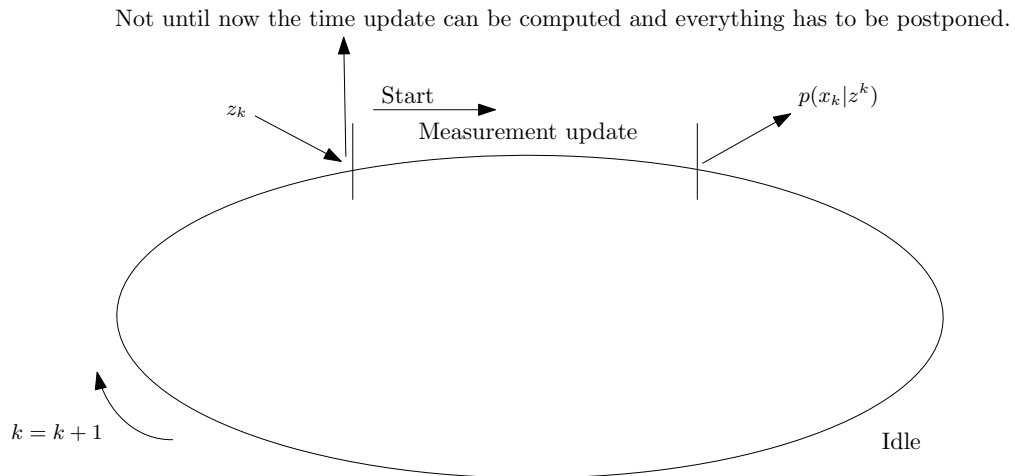 Not until now the time update can be computed and everything has to be postponed.
Start
z_k
p(x_k|z^k)
Measurement update
k = k + 1
Idle